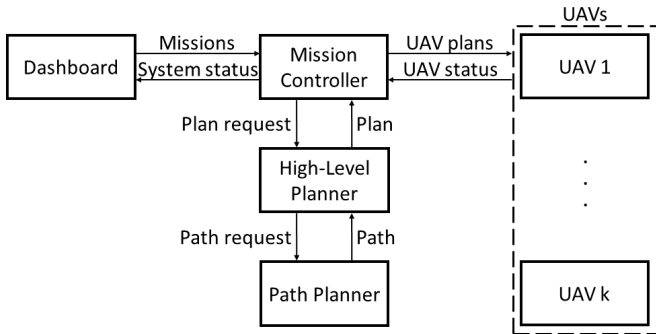 UAVs
Missions
UAV plans
Dashboard
System status
Mission
Controller
UAV status
UAV 1
Plan request
Plan
High-Level
Planner
.
.
.
Path request
Path
Path Planner
UAV k